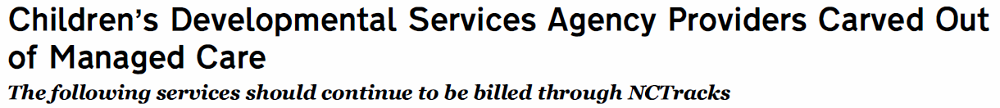 Children's Developmental Services Agency Providers Carved Out
of Managed Care
The following services should continue to be billed through NCTracks